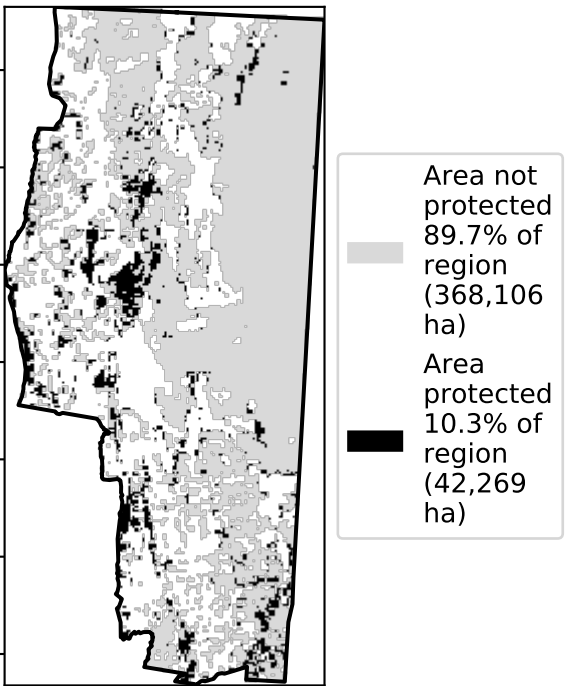 Area not
protected
89.7% of
region
(368,106
ha)
Area
protected
10.3% of
region
(42,269
ha)